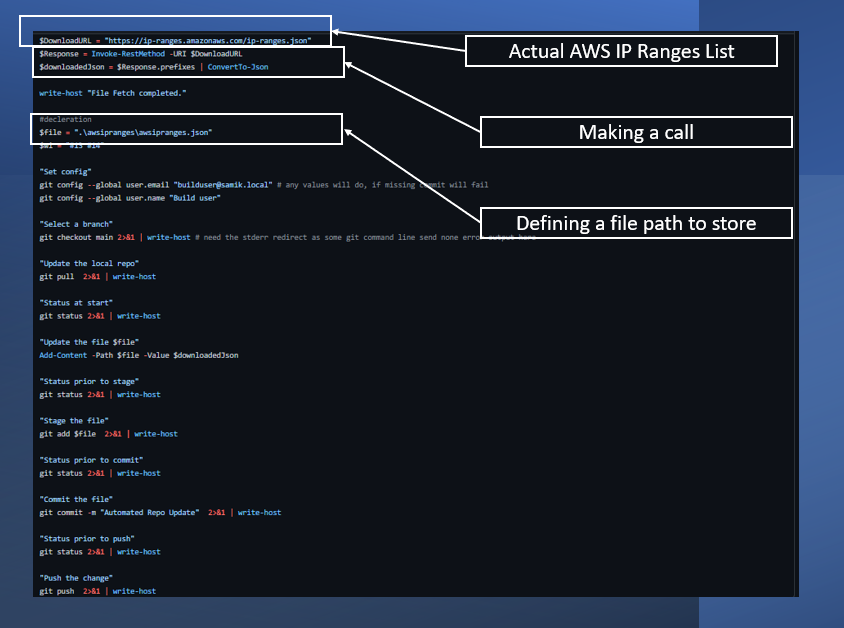 $DownloadURL = "https://ip-ranges.amazonaws.com/ip-ranges.json"
$Response = Invoke-RestMethod -URI $DownloadURL
$downloadedJson = $Response.prefixes | ConvertTo-Json
Actual AWS IP Ranges List
write-host "File Fetch completed."
Making a call
#decleration
$file = ".\awsipranges\awsipranges.json"
$wi = "#13 #14"
"Set config"
git config --global user.email "builduser@samik.local" # any values will do, if missing commit will fail
git config --global user.name "Build user"
Defining a file path to store
"Select a branch"
git checkout main 2>&1 | write-host # need the stderr redirect as some git command line send none error output here
"Update the local repo"
git pull  2>&1 | write-host
"Status at start"
git status 2>&1 | write-host
"Update the file $file"
Add-Content -Path $file -Value $downloadedJson
"Status prior to stage"
git status 2>&1 | write-host
"Stage the file"
git add $file  2>&1 | write-host
"Status prior to commit"
git status 2>&1 | write-host
"Commit the file"
git commit -m "Automated Repo Update"  2>&1 | write-host
"Status prior to push"
git status 2>&1 | write-host
"Push the change"
git push  2>&1 | write-host